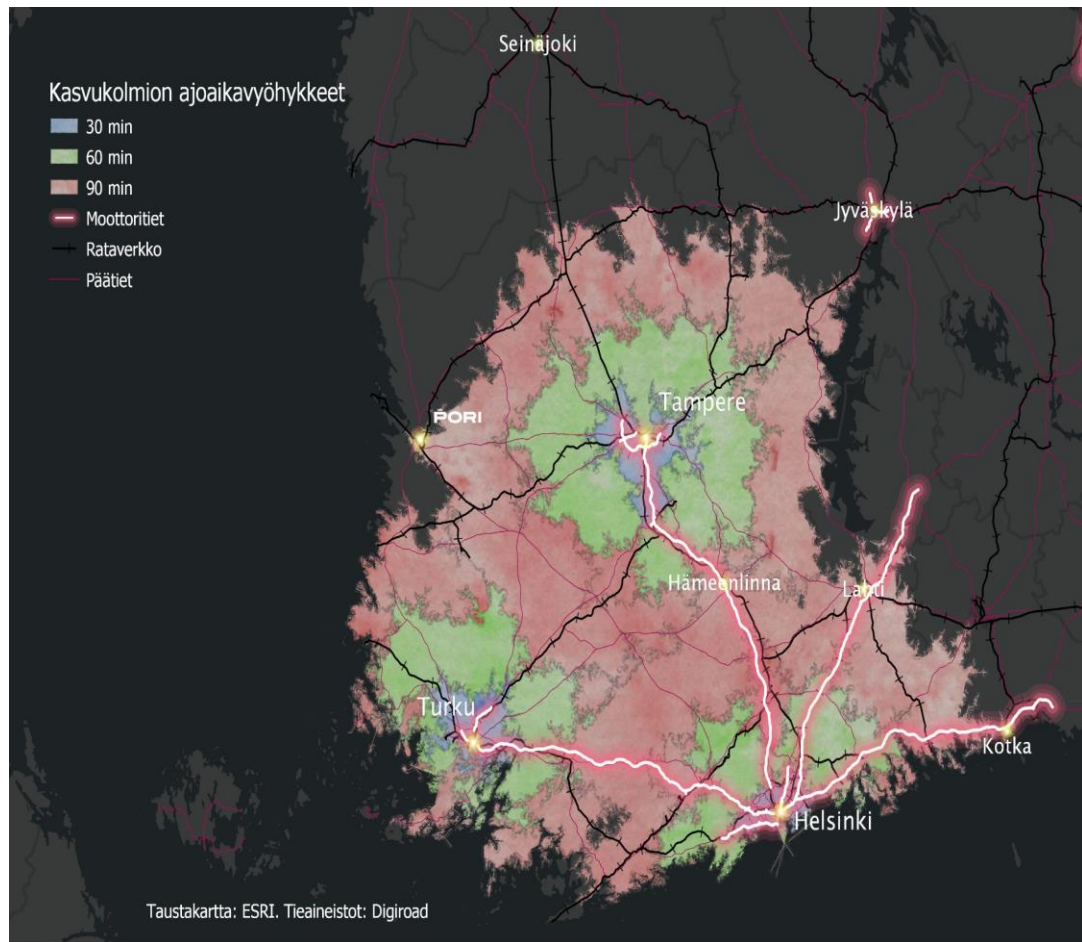 Seinäjoki
Kasvukolmion ajoaikavyöhykkeet
30 min
60 min
90 min
Moottoritiet
Rataverkko
Päätiet
Jyväskylä
Tampere
PORI
Hämeenlinna
Lahti
Turku
Kotka
Helsinki
Taustakartta: ESRI. Tieaineistot: Digiroad